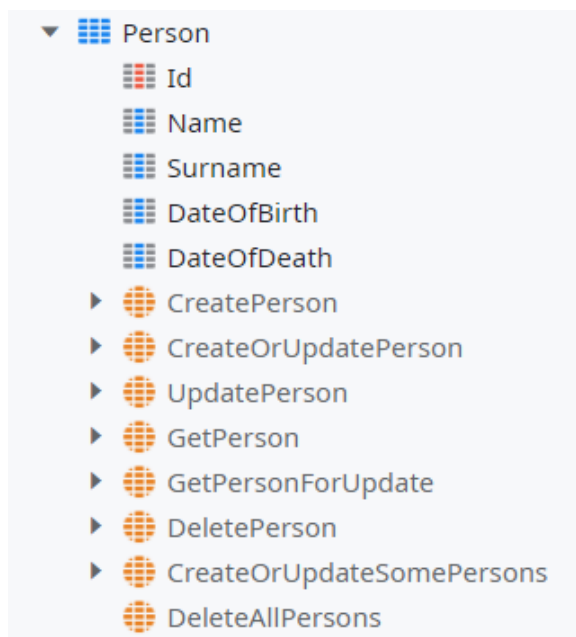 Person
Id
Name
Surname
DateOfBirth
DateOfDeath
CreatePerson
CreateOrUpdatePerson
UpdatePerson
GetPerson
GetPersonForUpdate
DeletePerson
CreateOrUpdateSomePersons
DeleteAllPersons